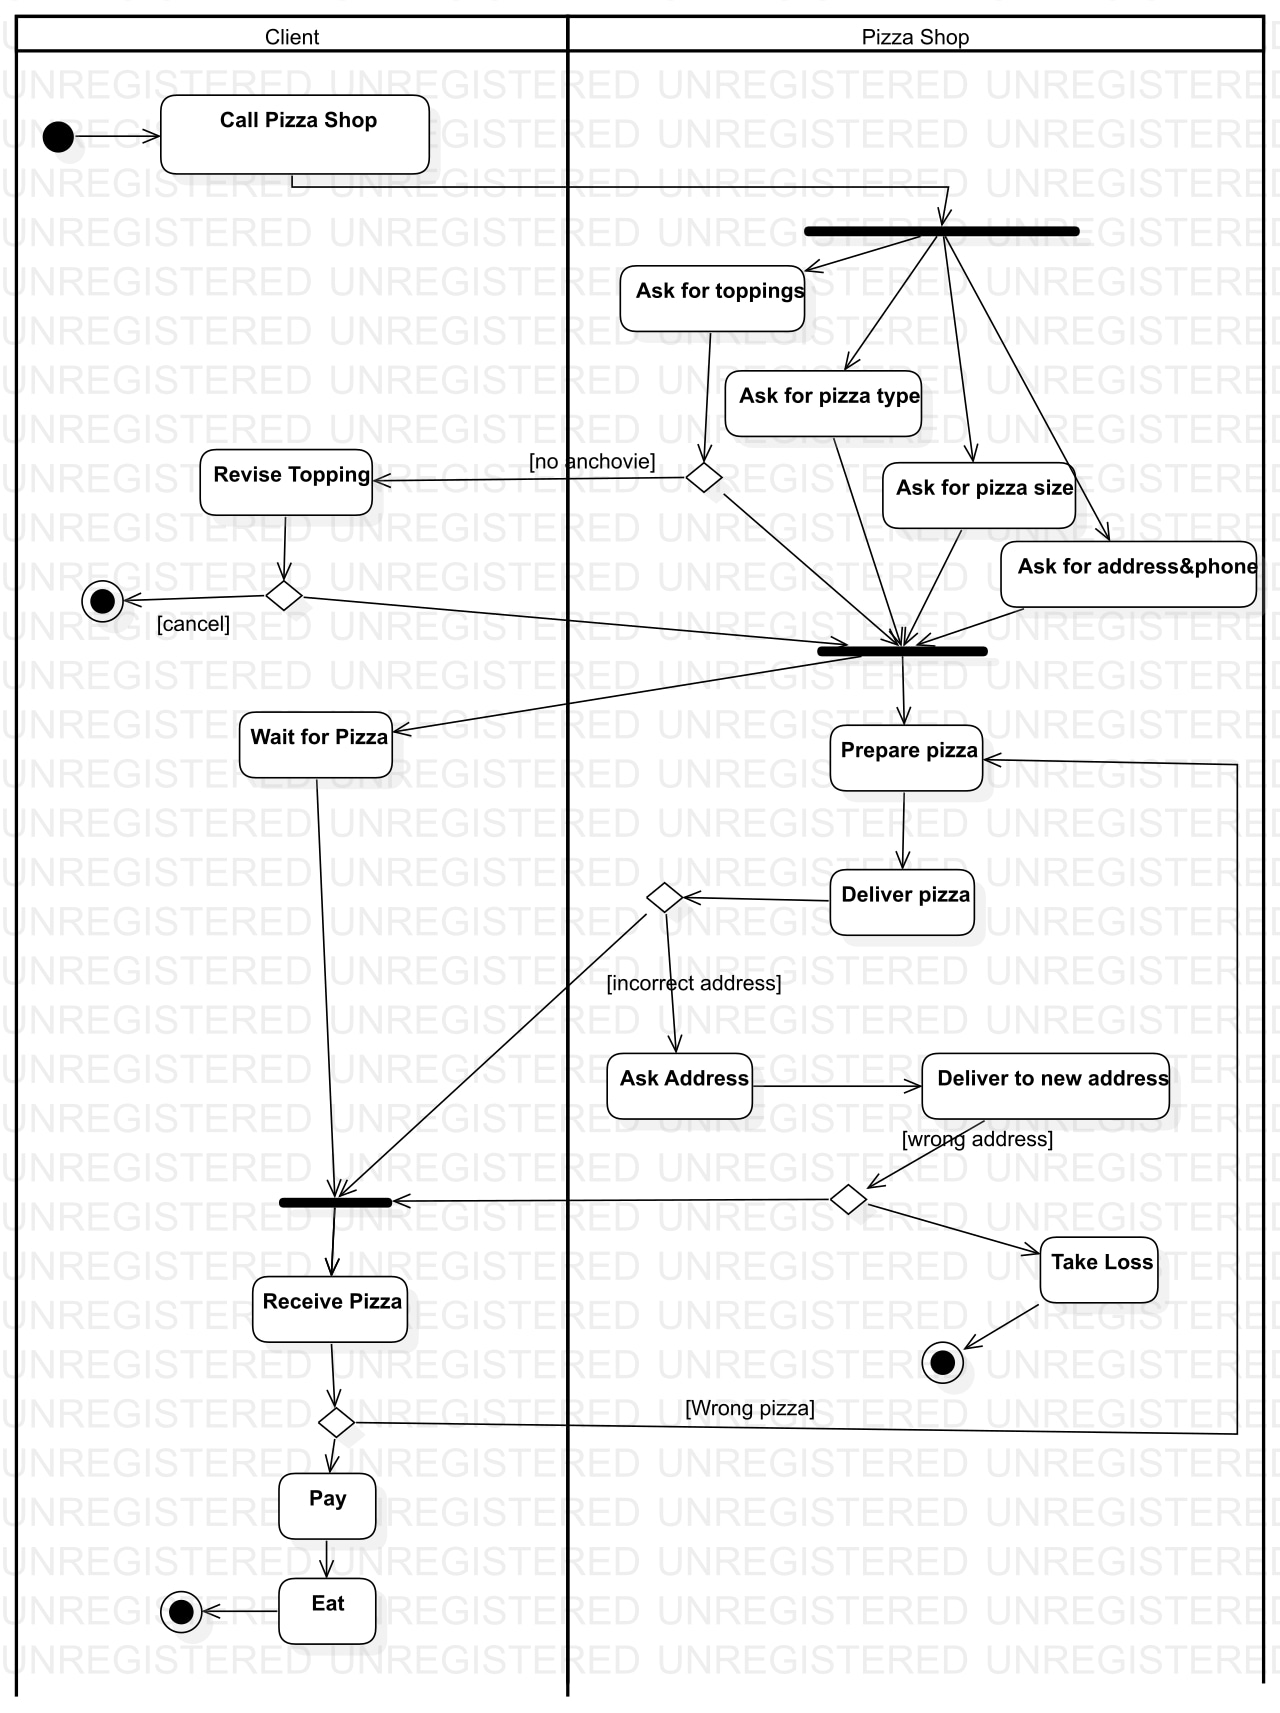 Client
Pizza Shop
Call Pizza Shop
Ask for toppings
Ask for pizza type
[no anchovie]
Revise Topping
Ask for pizza size
Ask for address&phone
[cancel]
Wait for Pizza
Prepare pizza
Deliver pizza
[incorrect address]
Ask Address
Deliver to new address
[wrong address]
Take Loss
Receive Pizza
[Wrong pizza]
Pay
Eat
UNREGISTERED